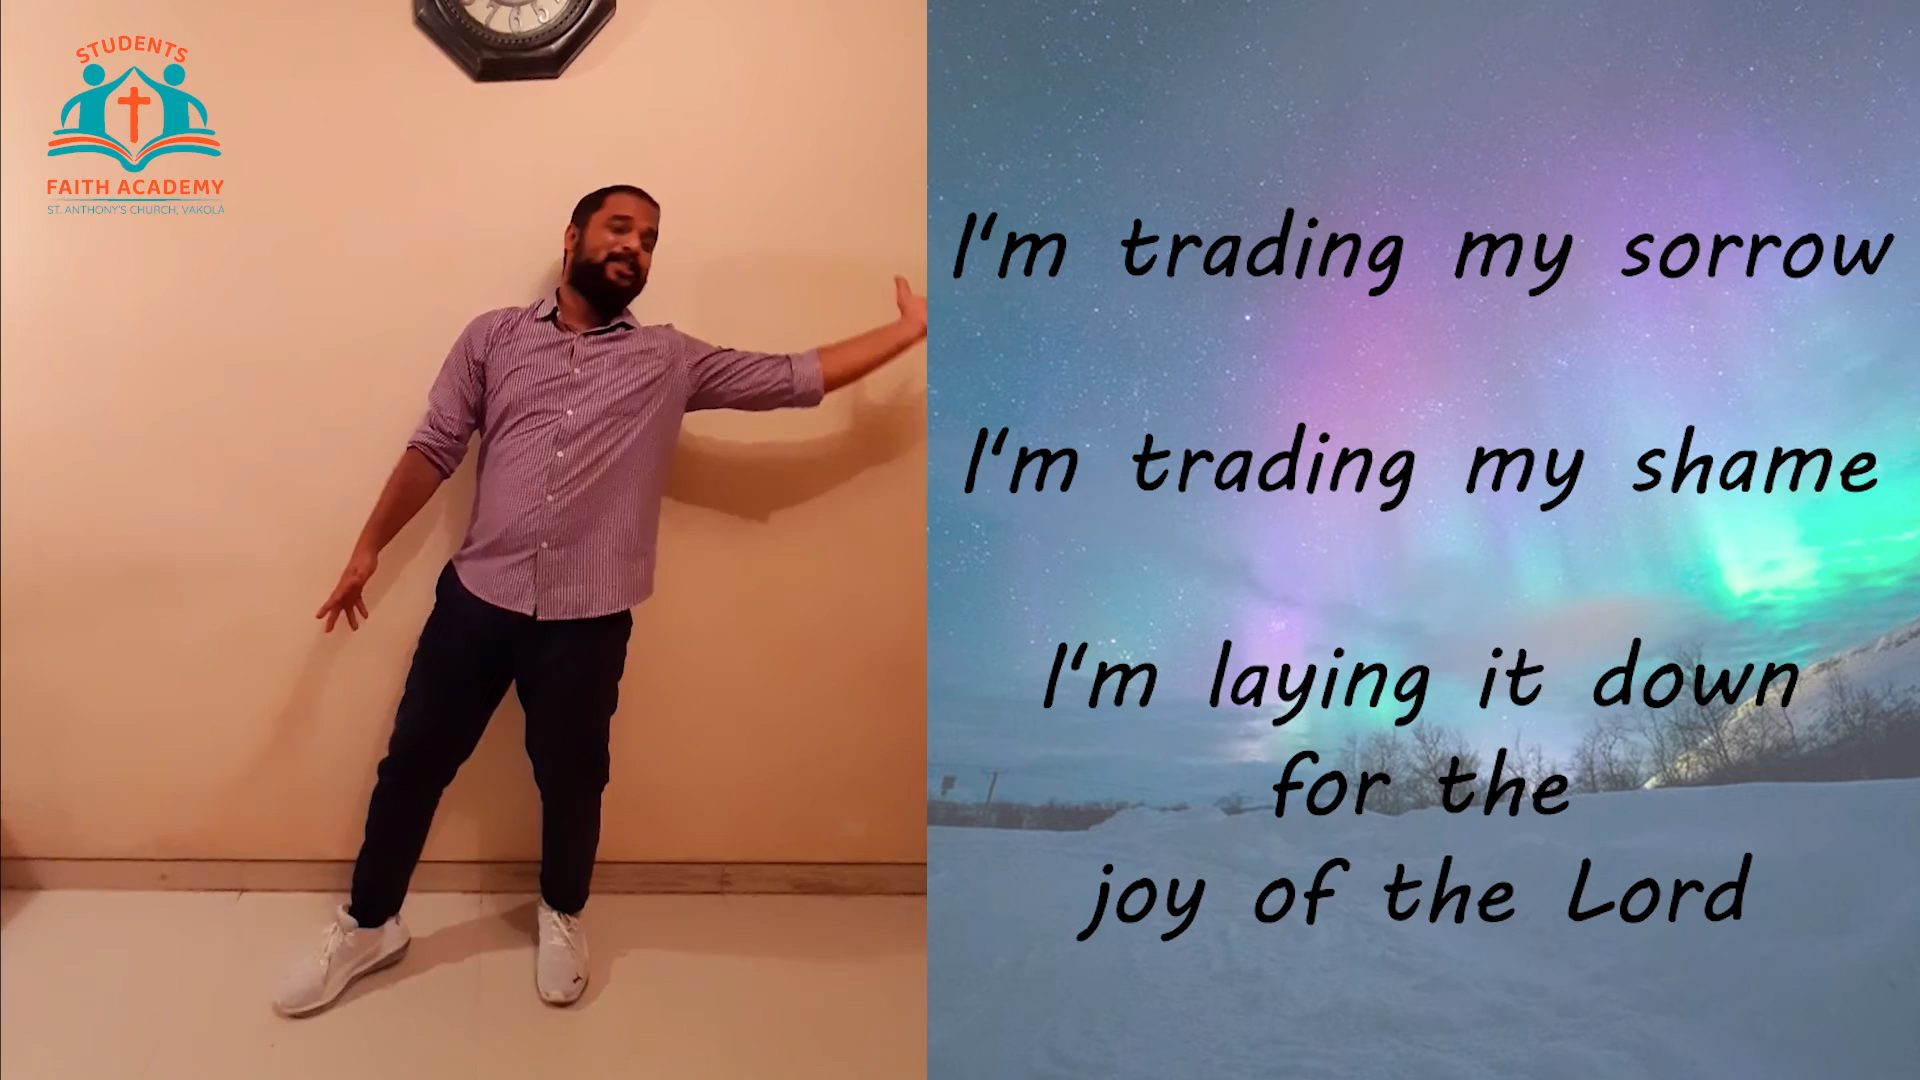 STUDENTS
FAITH ACADEMY
ST. ANTHONY'S CHURCH, VAKOLA
I'm trading my sorrow
I'm trading my shame
I'm laying it down
for the
joy of the Lord